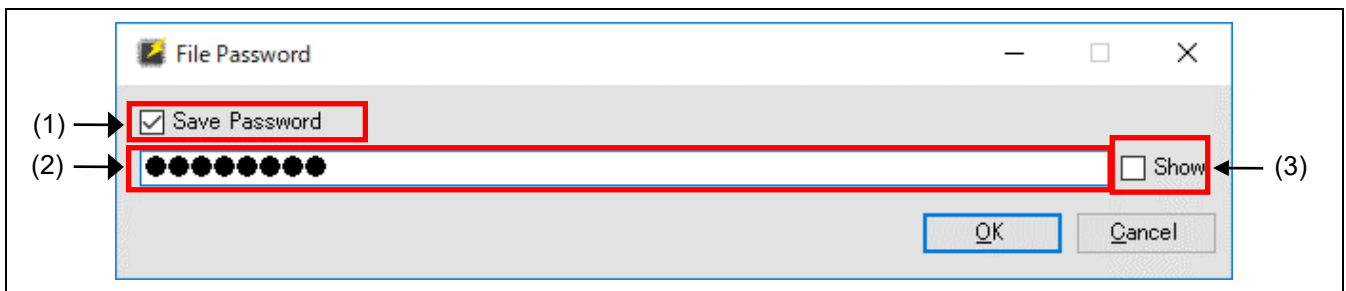 File Password
(1)
Save Password
(2) ●●●●●●●● Show (3)
OK Cancel